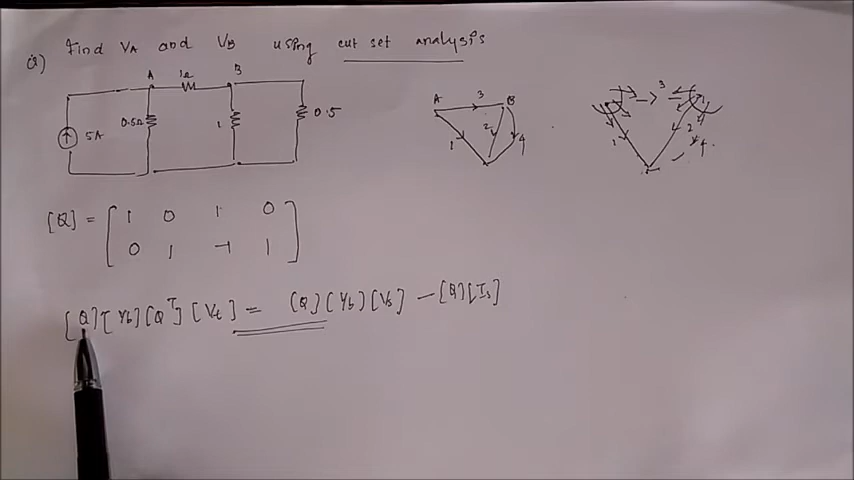 Q) Find VA and VB using cut set analysis
A 1Ω B
5A 0.5Ω 1 0.5
A 3 B
1 2 4
3
1 2 4
[Q] = [ 1 0 1 0
0 1 -1 1 ]
[Q][Yb][Qᵀ][Vt] = [Q][Yb][Vs] - [Q][Is]